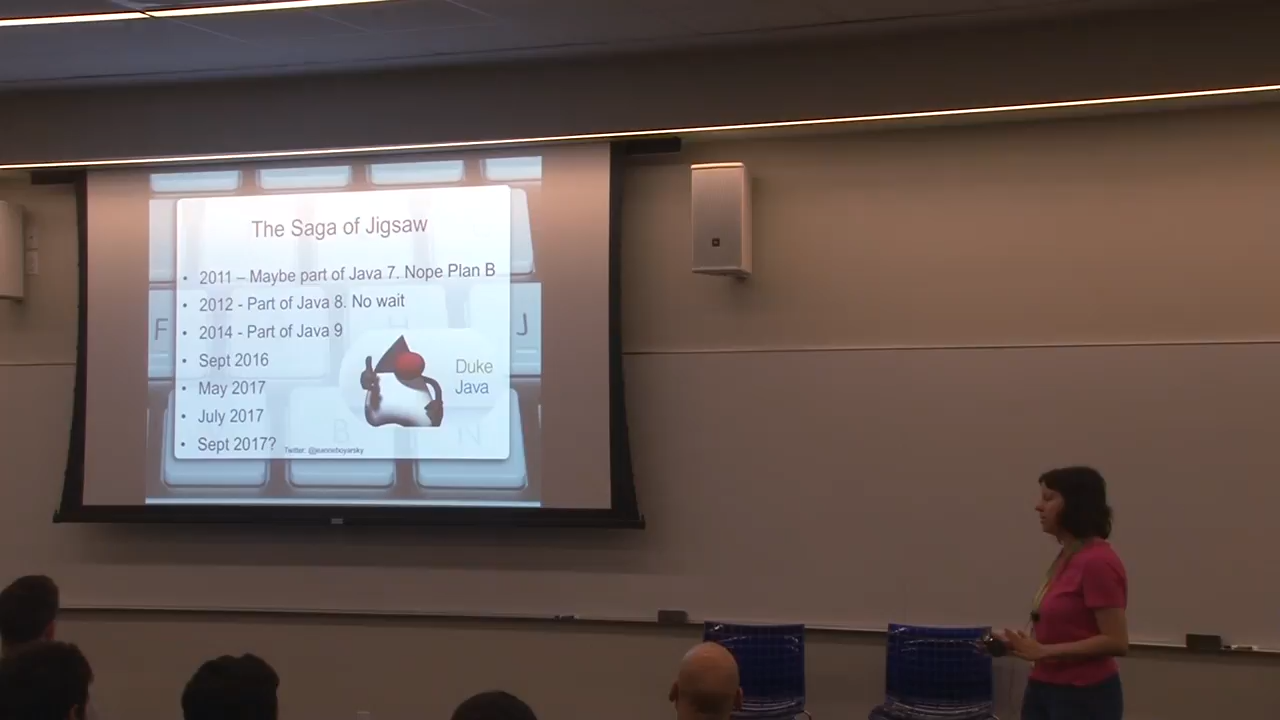 The Saga of Jigsaw
• 2011 – Maybe part of Java 7. Nope Plan B
• 2012 - Part of Java 8. No wait
• 2014 - Part of Java 9
• Sept 2016
• May 2017
• July 2017
• Sept 2017?
Duke
Java
Twitter: @jeanneboyarsky
F
H
J
B
N